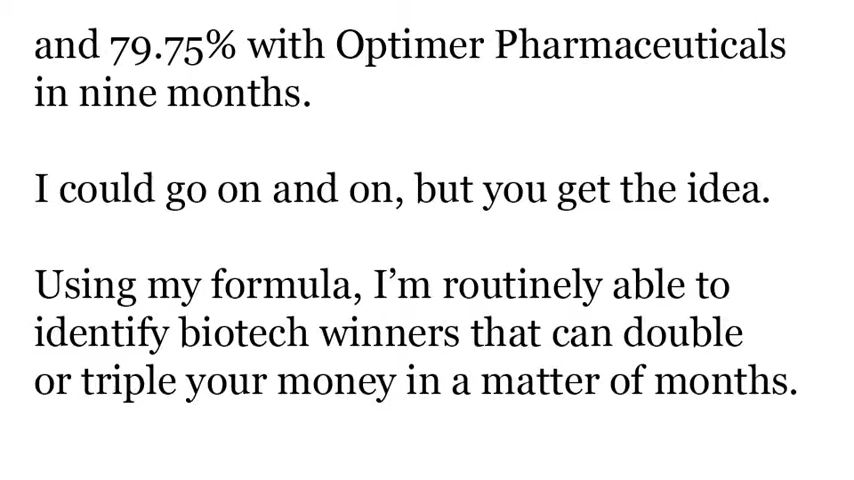 and 79.75% with Optimer Pharmaceuticals
in nine months.
I could go on and on, but you get the idea.
Using my formula, I’m routinely able to
identify biotech winners that can double
or triple your money in a matter of months.